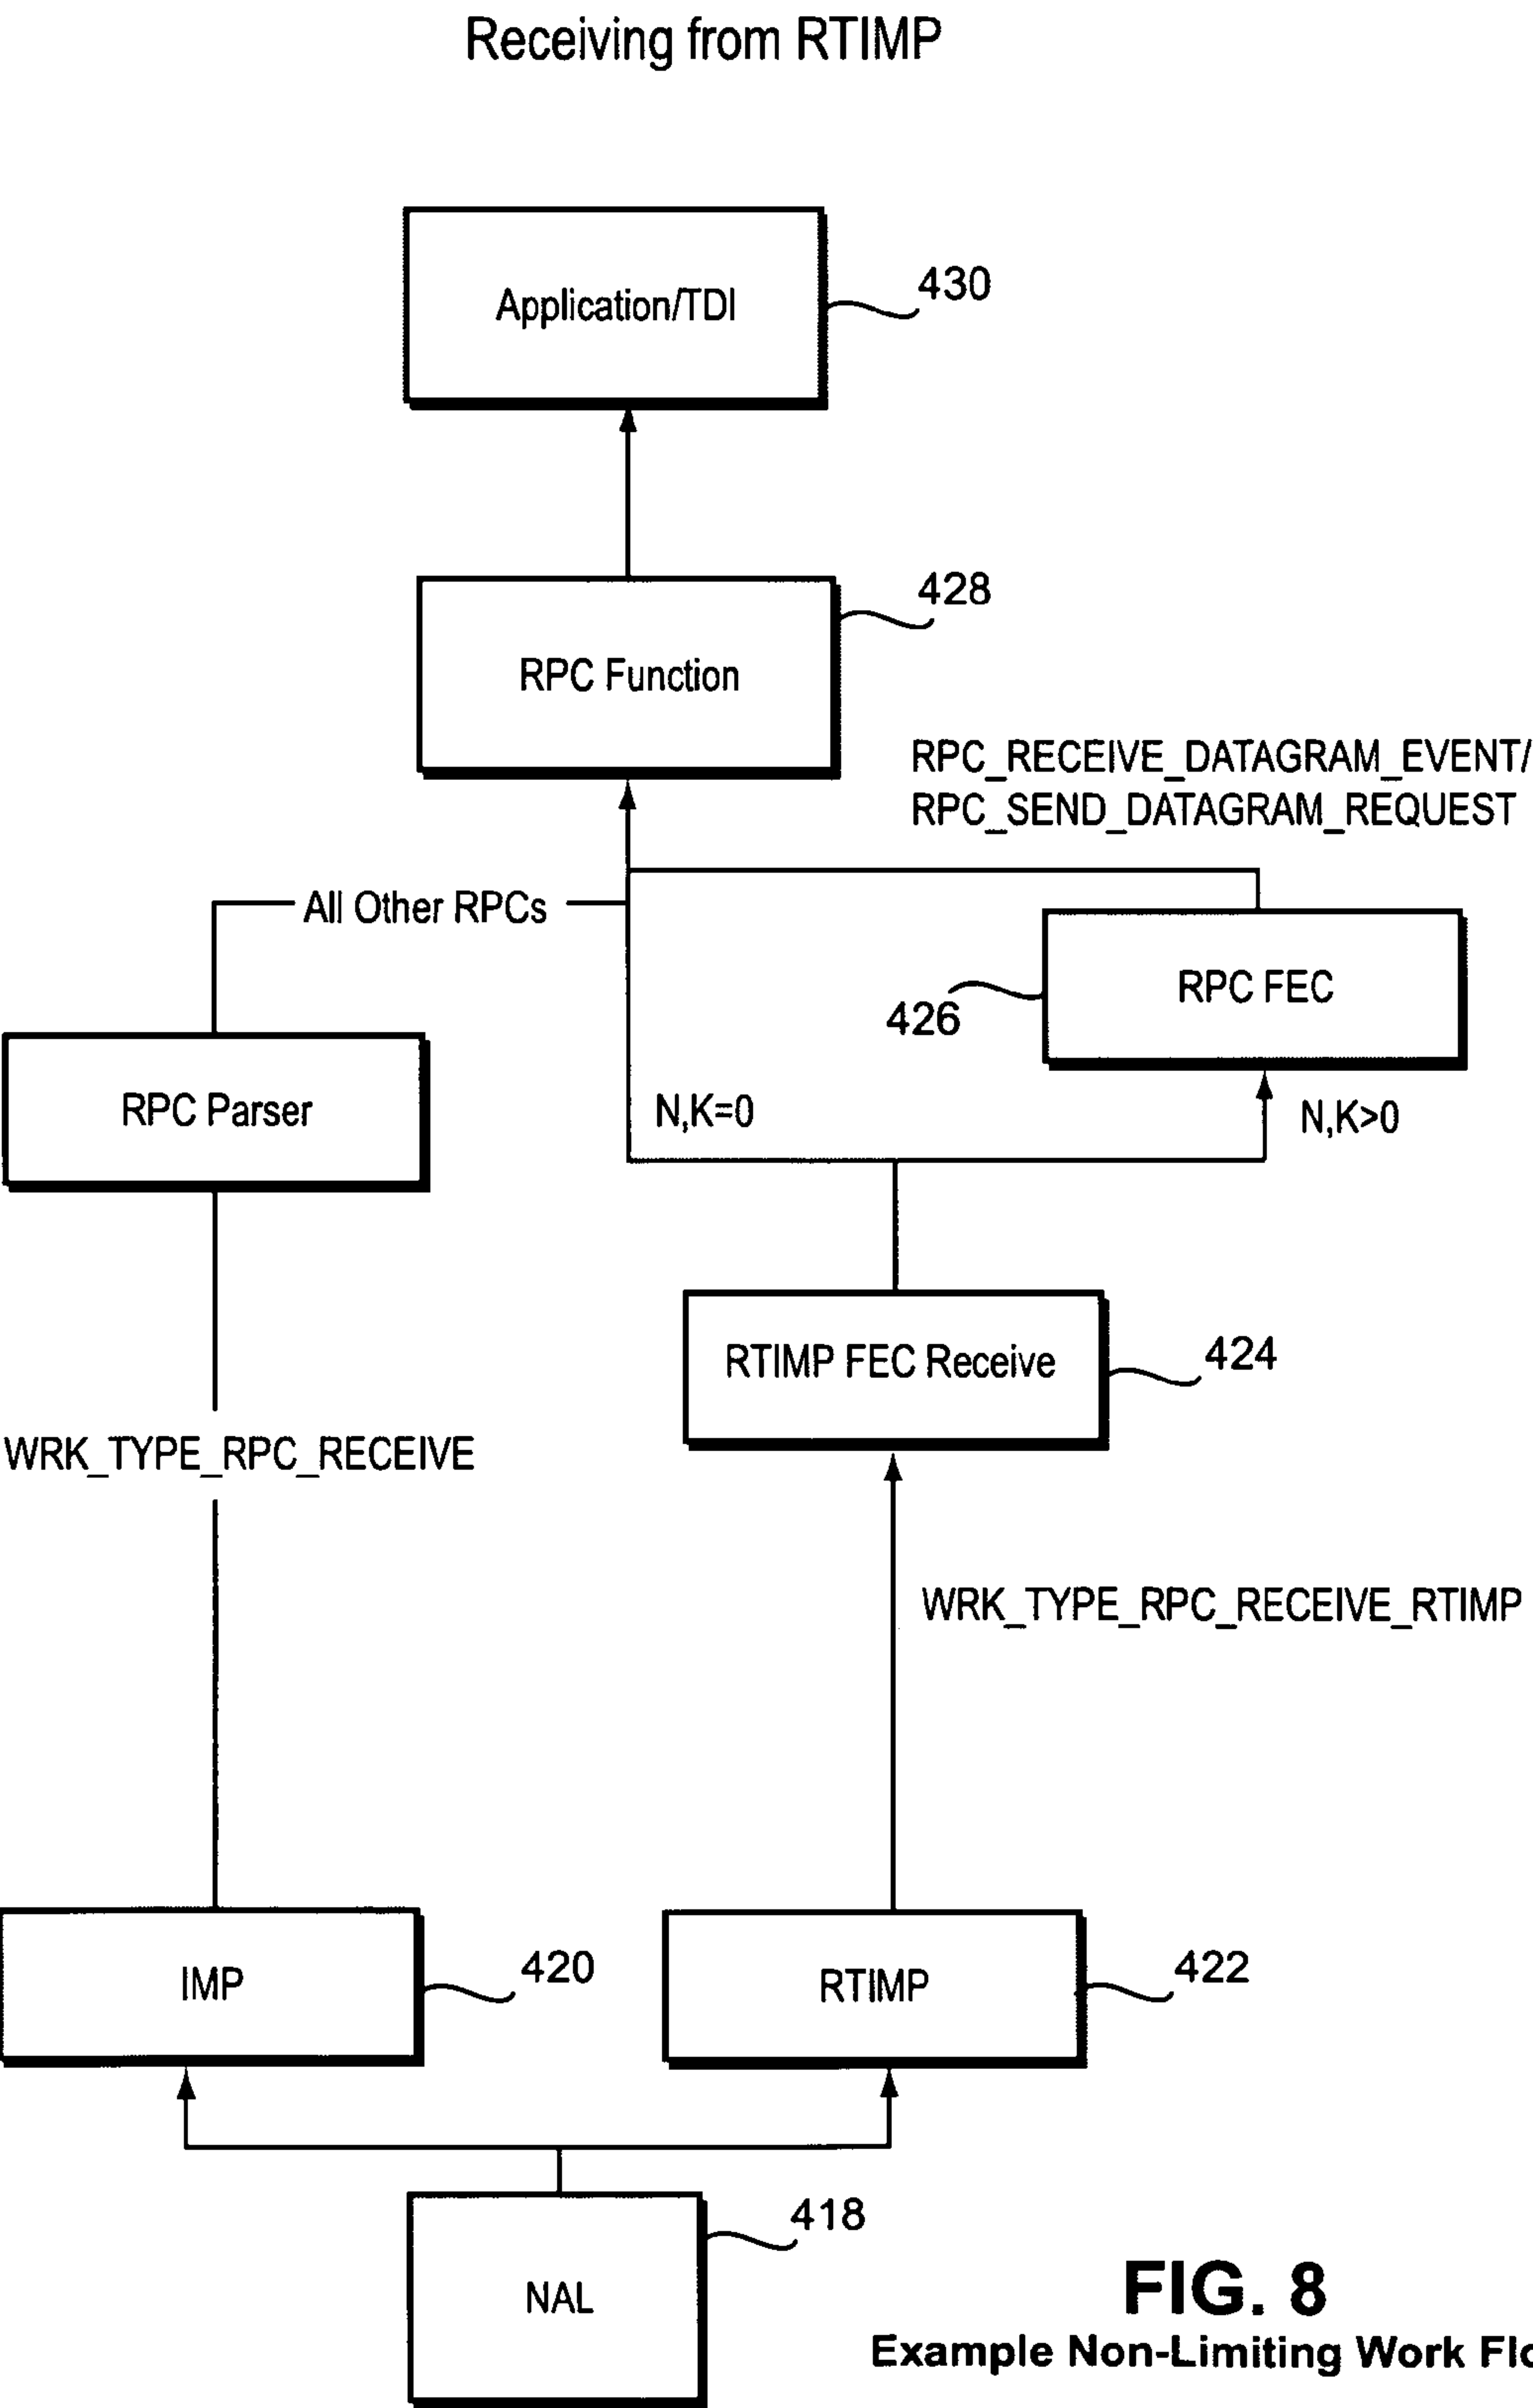 Receiving from RTIMP
Application/TDI
430
RPC Function
428
RPC_RECEIVE_DATAGRAM_EVENT/
RPC_SEND_DATAGRAM_REQUEST
All Other RPCs
RPC FEC
426
RPC Parser
N,K=0
N,K>0
RTIMP FEC Receive
424
WRK_TYPE_RPC_RECEIVE
WRK_TYPE_RPC_RECEIVE_RTIMP
IMP
420
RTIMP
422
NAL
418
FIG. 8
Example Non-Limiting Work